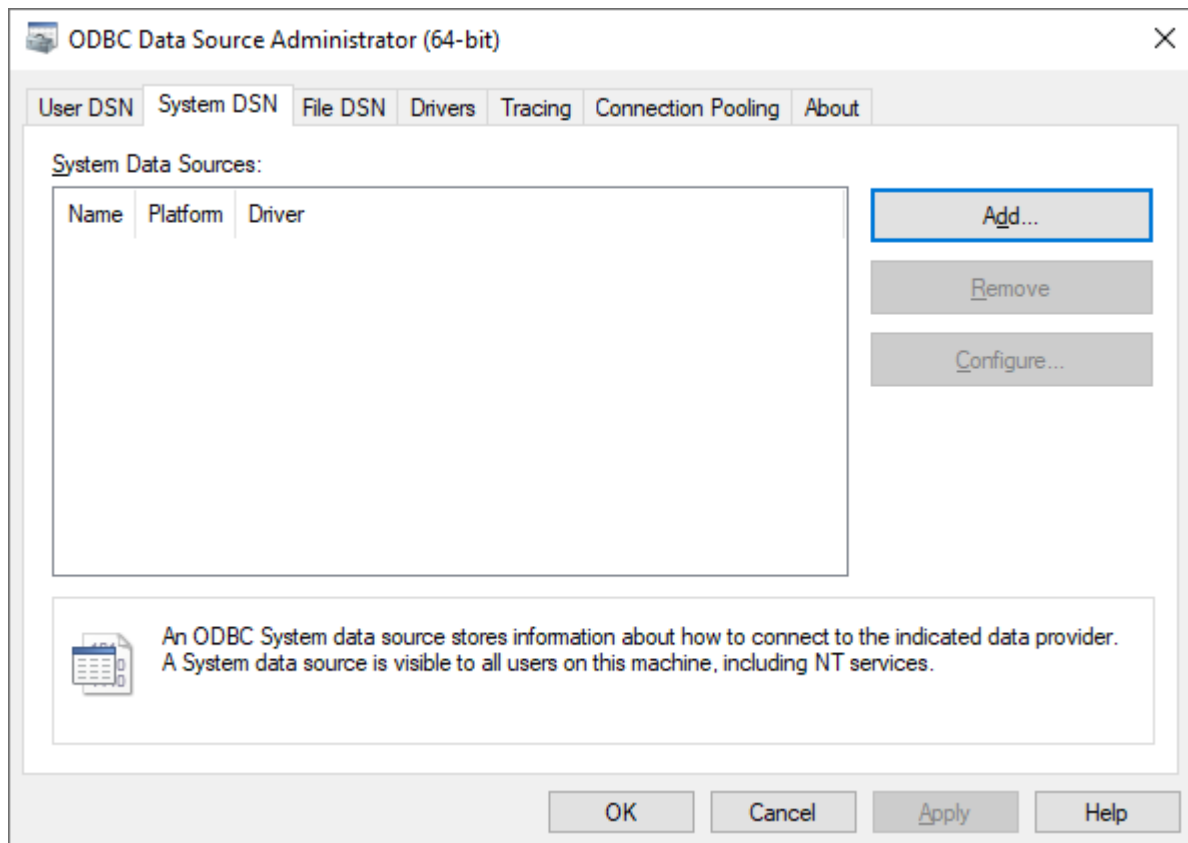 ODBC Data Source Administrator (64-bit)
User DSN System DSN File DSN Drivers Tracing Connection Pooling About
System Data Sources:
Name Platform Driver
Add...
Remove
Configure...
An ODBC System data source stores information about how to connect to the indicated data provider.
A System data source is visible to all users on this machine, including NT services.
OK Cancel Apply Help